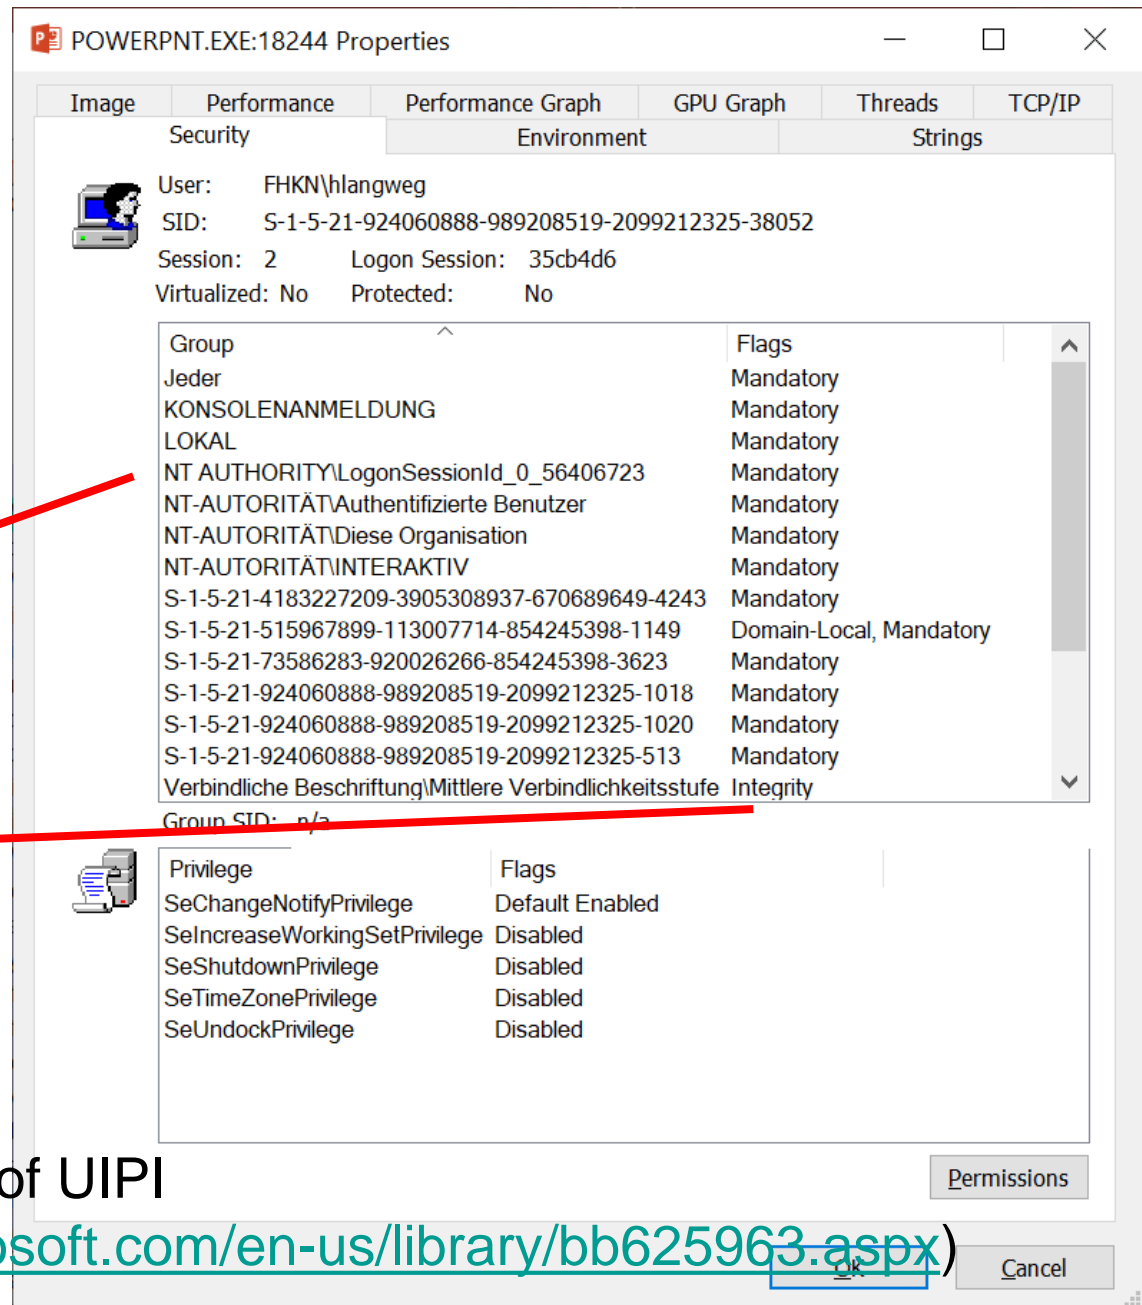 POWERPNT.EXE:18244 Properties
Image Performance Performance Graph GPU Graph Threads TCP/IP
Security Environment Strings
User: FHKN\hlangweg
SID: S-1-5-21-924060888-989208519-2099212325-38052
Session: 2 Logon Session: 35cb4d6
Virtualized: No Protected: No
Group Flags
Jeder Mandatory
KONSOLENANMELDUNG Mandatory
LOKAL Mandatory
NT AUTHORITY\LogonSessionId_0_56406723 Mandatory
NT-AUTORITÄT\Authentifizierte Benutzer Mandatory
NT-AUTORITÄT\Diese Organisation Mandatory
NT-AUTORITÄT\INTERAKTIV Mandatory
S-1-5-21-4183227209-3905308937-670689649-4243 Mandatory
S-1-5-21-515967899-113007714-854245398-1149 Domain-Local, Mandatory
S-1-5-21-73586283-920026266-854245398-3623 Mandatory
S-1-5-21-924060888-989208519-2099212325-1018 Mandatory
S-1-5-21-924060888-989208519-2099212325-1020 Mandatory
S-1-5-21-924060888-989208519-2099212325-513 Mandatory
Verbindliche Beschriftung\Mittlere Verbindlichkeitsstufe Integrity
Group SID: n/a
Privilege Flags
SeChangeNotifyPrivilege Default Enabled
SeIncreaseWorkingSetPrivilege Disabled
SeShutdownPrivilege Disabled
SeTimeZonePrivilege Disabled
SeUndockPrivilege Disabled
of UIPI
Permissions
osoft.com/en-us/library/bb625963.aspx)
OK Cancel